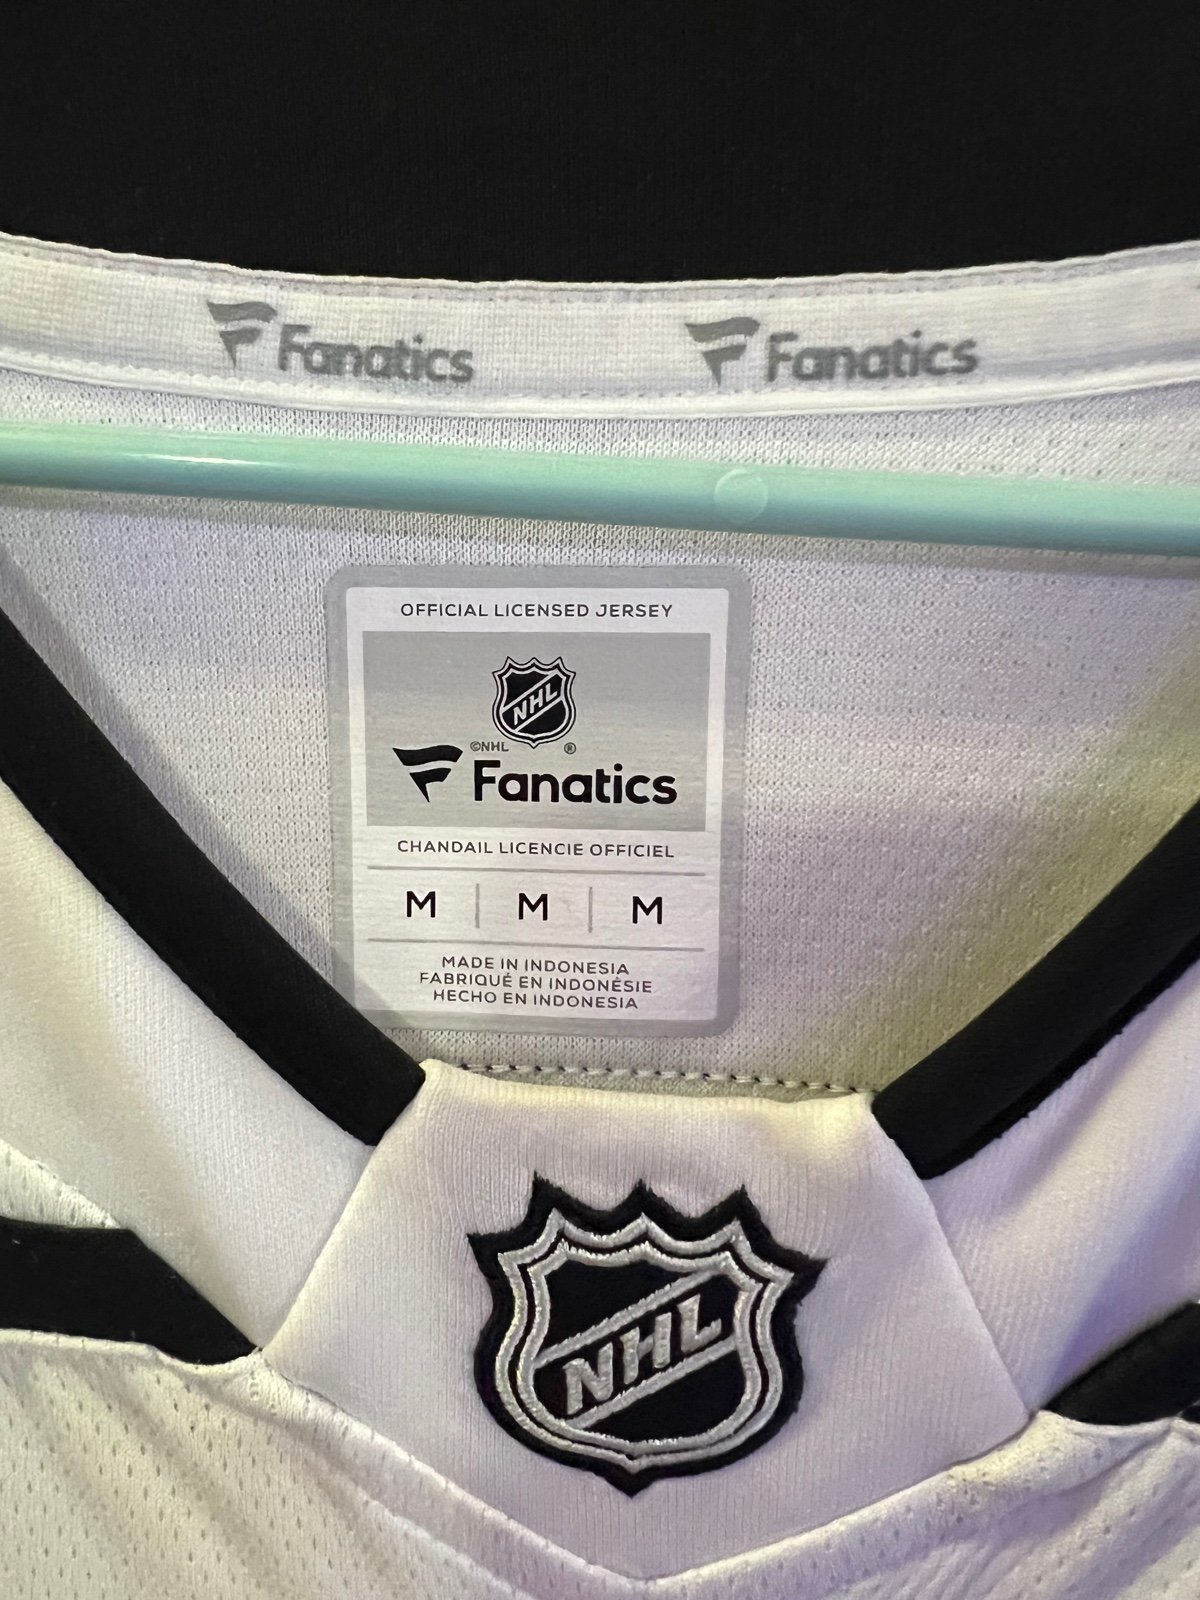 Fanatics Fanatics
OFFICIAL LICENSED JERSEY
NHL
©NHL ®
Fanatics
CHANDAIL LICENCIE OFFICIEL
M | M | M
MADE IN INDONESIA
FABRIQUÉ EN INDONÉSIE
HECHO EN INDONESIA
NHL